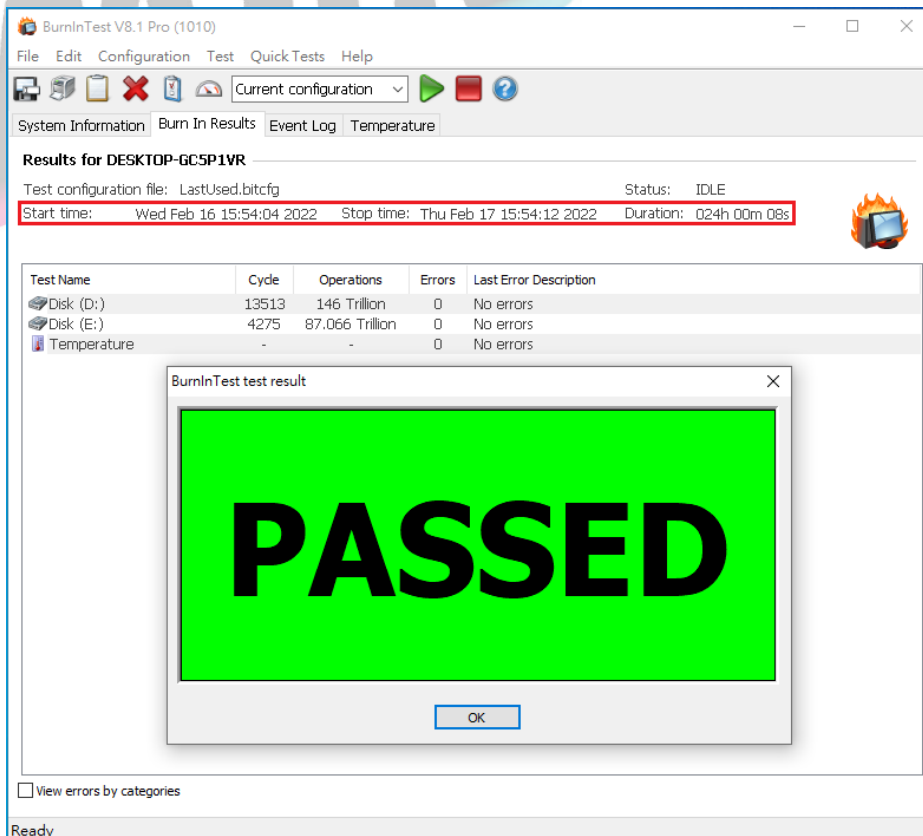 BurnInTest V8.1 Pro (1010)
File Edit Configuration Test Quick Tests Help
Current configuration
System Information Burn In Results Event Log Temperature
Results for DESKTOP-GC5P1VR
Test configuration file: LastUsed.bitcfg Status: IDLE
Start time: Wed Feb 16 15:54:04 2022 Stop time: Thu Feb 17 15:54:12 2022 Duration: 024h 00m 08s
Test Name Cycle Operations Errors Last Error Description
Disk (D:) 13513 146 Trillion 0 No errors
Disk (E:) 4275 87.066 Trillion 0 No errors
Temperature - - 0 No errors
BurnInTest test result
PASSED
OK
View errors by categories
Ready